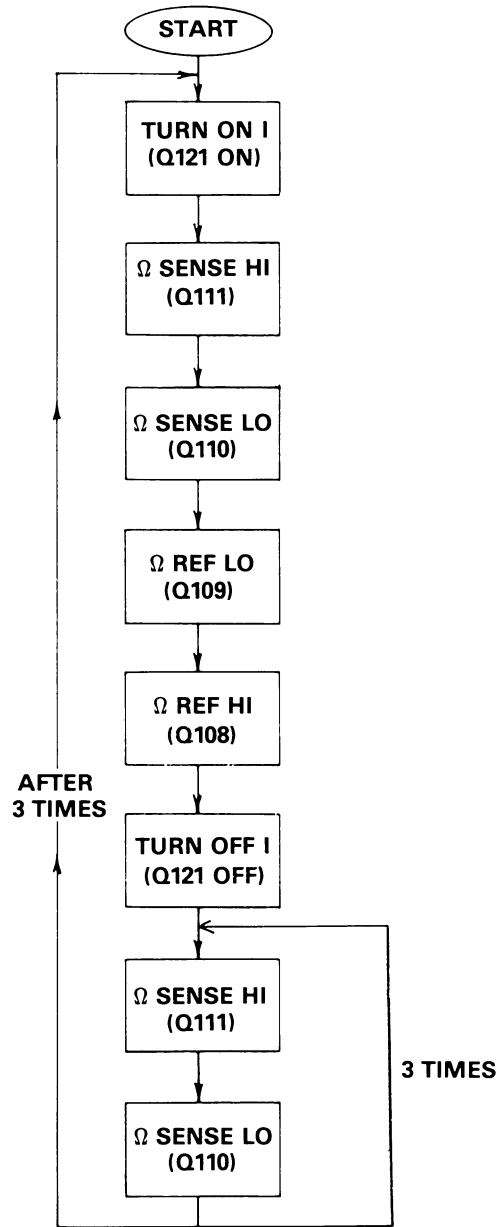 START
TURN ON I
(Q121 ON)
Ω SENSE HI
(Q111)
Ω SENSE LO
(Q110)
Ω REF LO
(Q109)
Ω REF HI
(Q108)
AFTER
3 TIMES
TURN OFF I
(Q121 OFF)
Ω SENSE HI
(Q111)
3 TIMES
Ω SENSE LO
(Q110)